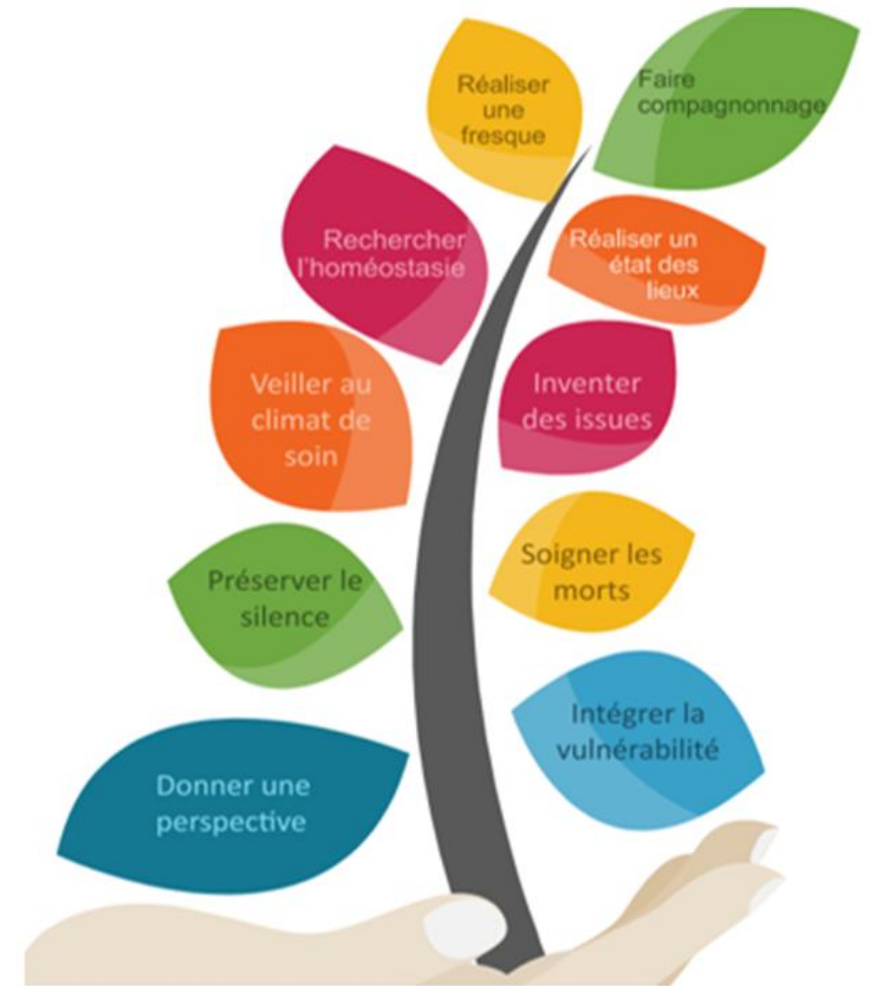 Réaliser
une
fresque
Faire
compagnonnage
Rechercher
l'homéostasie
Réaliser un
état des
lieux
Veiller au
climat de
soin
Inventer
des issues
Préserver le
silence
Soigner les
morts
Donner une
perspective
Intégrer la
vulnérabilité